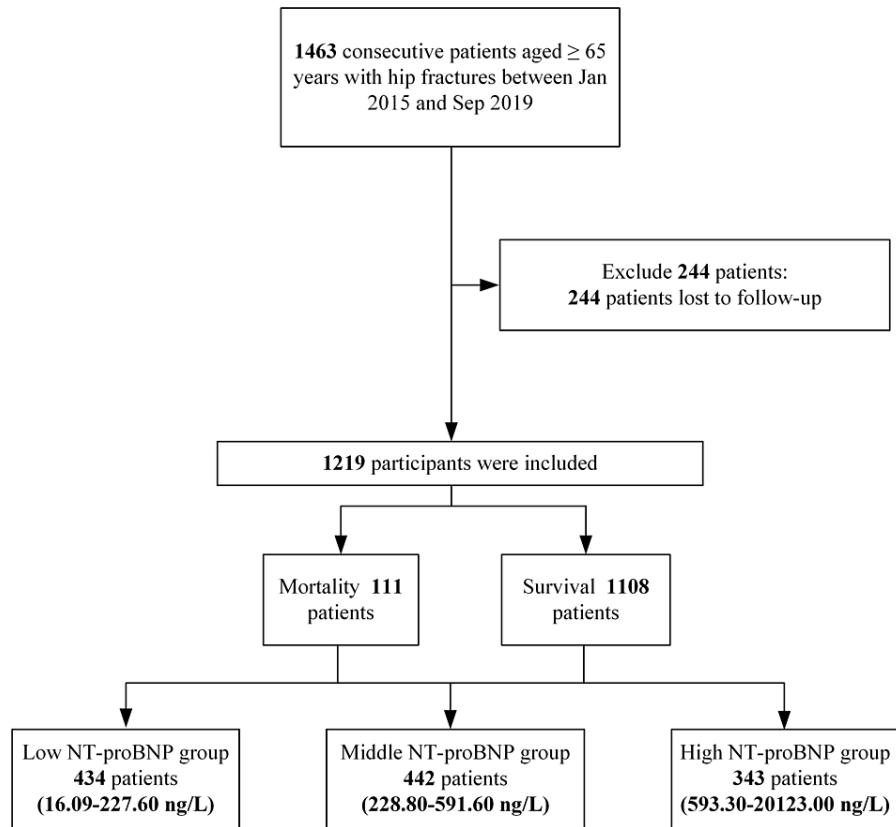 1463 consecutive patients aged ≥ 65
years with hip fractures between Jan
2015 and Sep 2019
Exclude 244 patients:
244 patients lost to follow-up
1219 participants were included
Mortality 111
patients
Survival 1108
patients
Low NT-proBNP group
434 patients
(16.09-227.60 ng/L)
Middle NT-proBNP group
442 patients
(228.80-591.60 ng/L)
High NT-proBNP group
343 patients
(593.30-20123.00 ng/L)